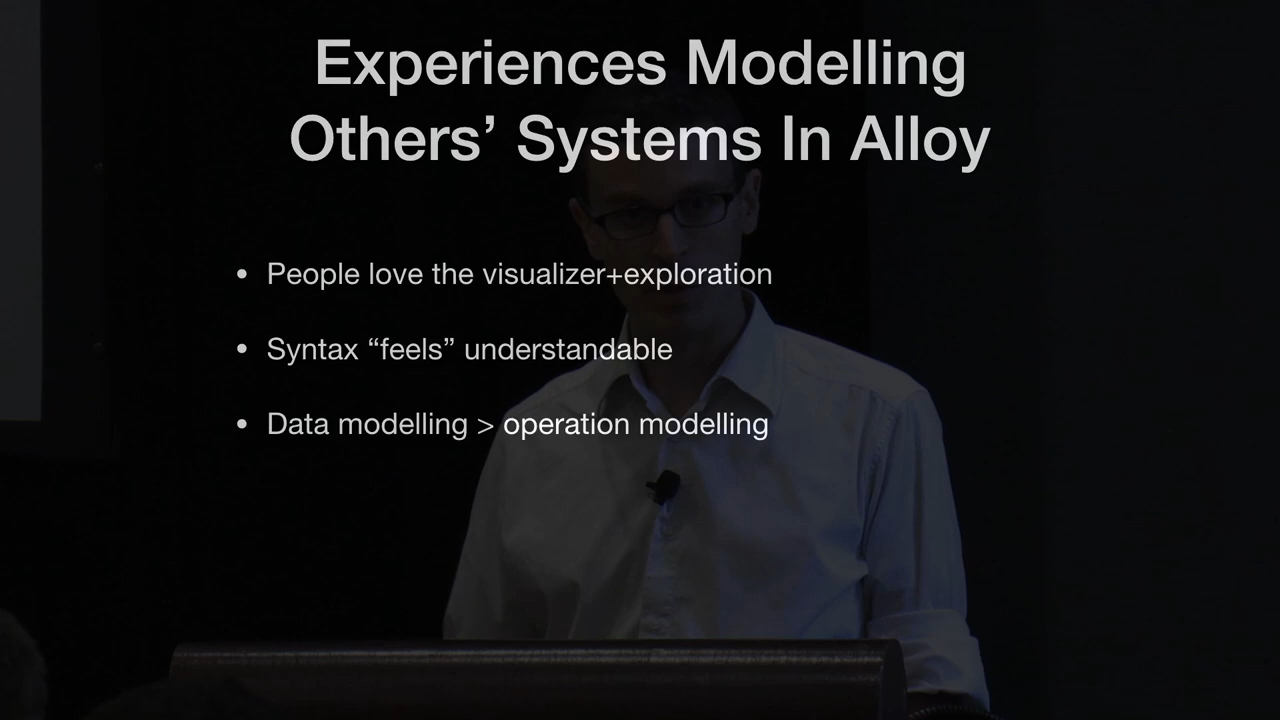 Experiences Modelling
Others’ Systems In Alloy
• People love the visualizer+exploration
• Syntax “feels” understandable
• Data modelling > operation modelling